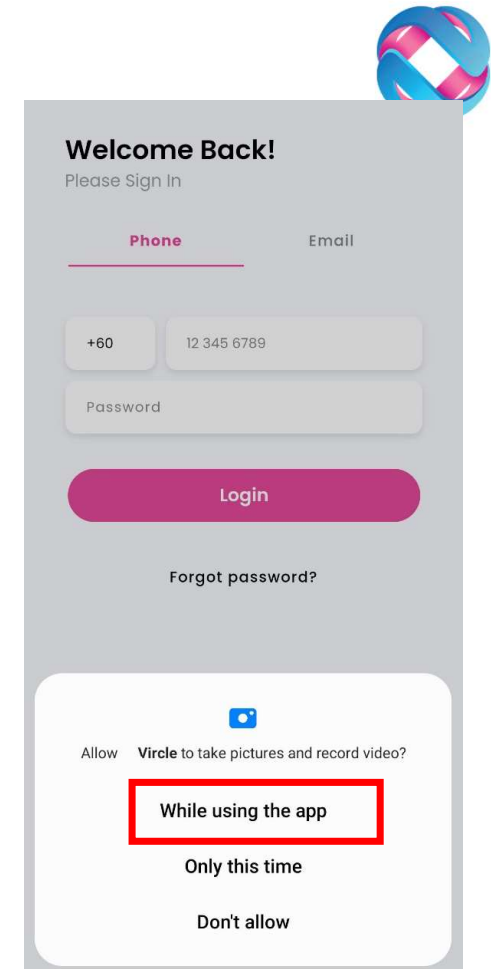 Welcome Back!
Please Sign In
Phone Email
+60 12 345 6789
Password
Login
Forgot password?
Allow Vircle to take pictures and record video?
While using the app
Only this time
Don't allow